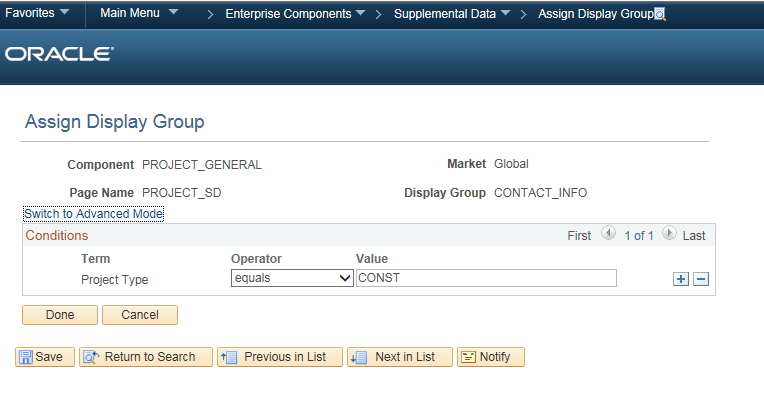 Favorites Main Menu Enterprise Components Supplemental Data Assign Display Group
ORACLE
Assign Display Group
Component PROJECT_GENERAL Market Global
Page Name PROJECT_SD Display Group CONTACT_INFO
Switch to Advanced Mode
Conditions First 1 of 1 Last
Term Operator Value
Project Type equals CONST
Done Cancel
Save Return to Search Previous in List Next in List Notify